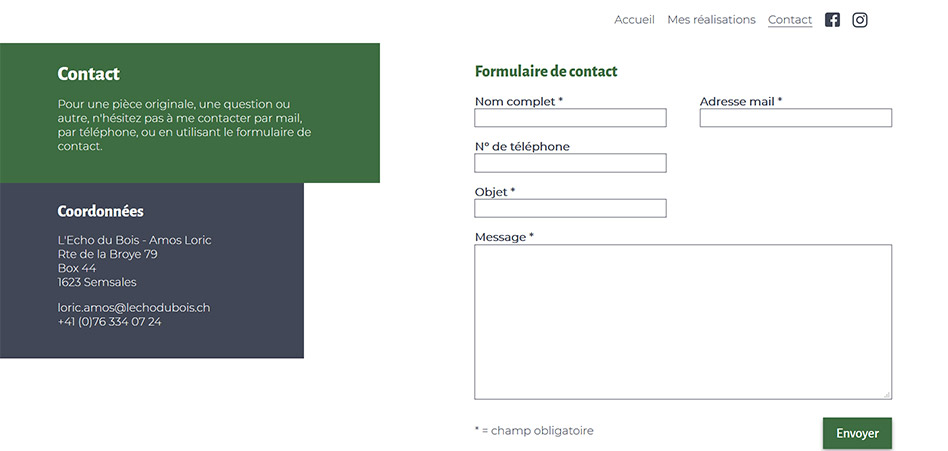 Accueil Mes réalisations Contact
Contact
Pour une pièce originale, une question ou
autre, n'hésitez pas à me contacter par mail,
par téléphone, ou en utilisant le formulaire de
contact.
Coordonnées
L'Echo du Bois - Amos Loric
Rte de la Broye 79
Box 44
1623 Semsales
loric.amos@lechodubois.ch
+41 (0)76 334 07 24
Formulaire de contact
Nom complet * Adresse mail *
N° de téléphone
Objet *
Message *
* = champ obligatoire
Envoyer